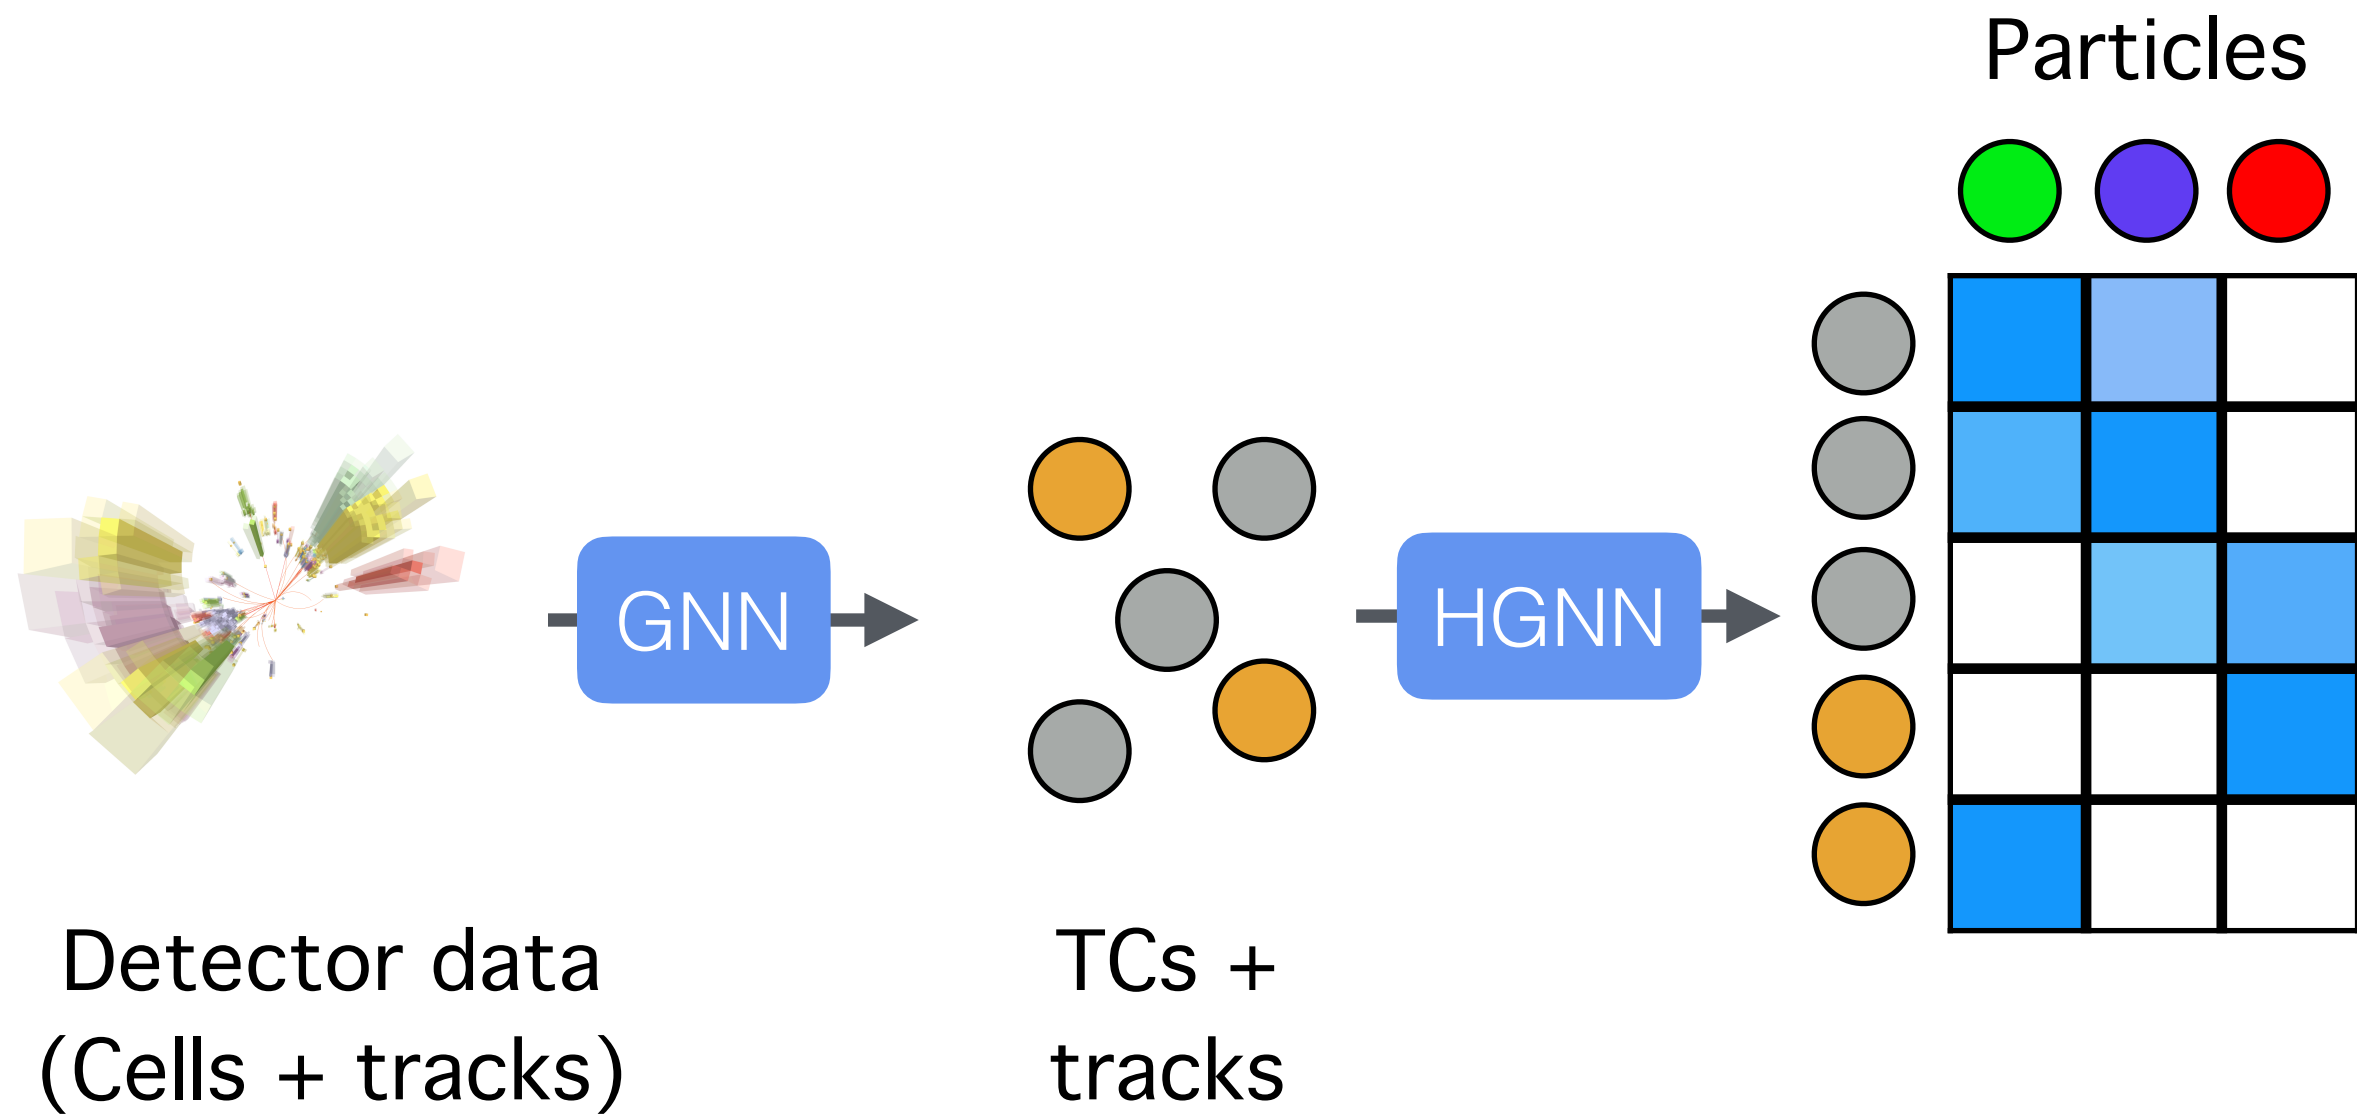 Particles
GNN
HGNN
Detector data
(Cells + tracks)
TCs +
tracks